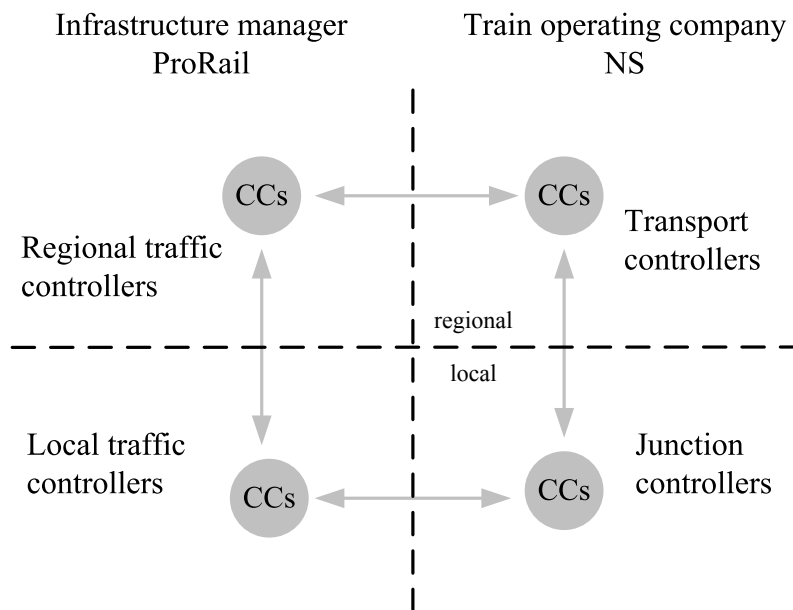 Infrastructure manager
ProRail
Train operating company
NS
CCs
CCs
Regional traffic
controllers
Transport
controllers
regional
local
Local traffic
controllers
CCs
CCs
Junction
controllers